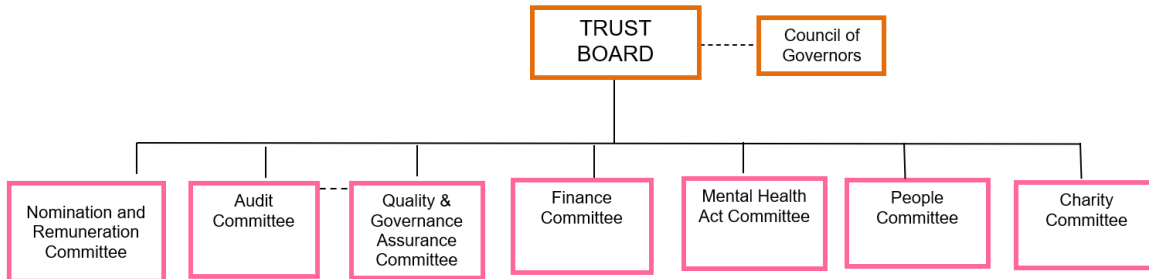 TRUST
BOARD
Council of
Governors
Nomination and
Remuneration
Committee
Audit
Committee
Quality &
Governance
Assurance
Committee
Finance
Committee
Mental Health
Act Committee
People
Committee
Charity
Committee